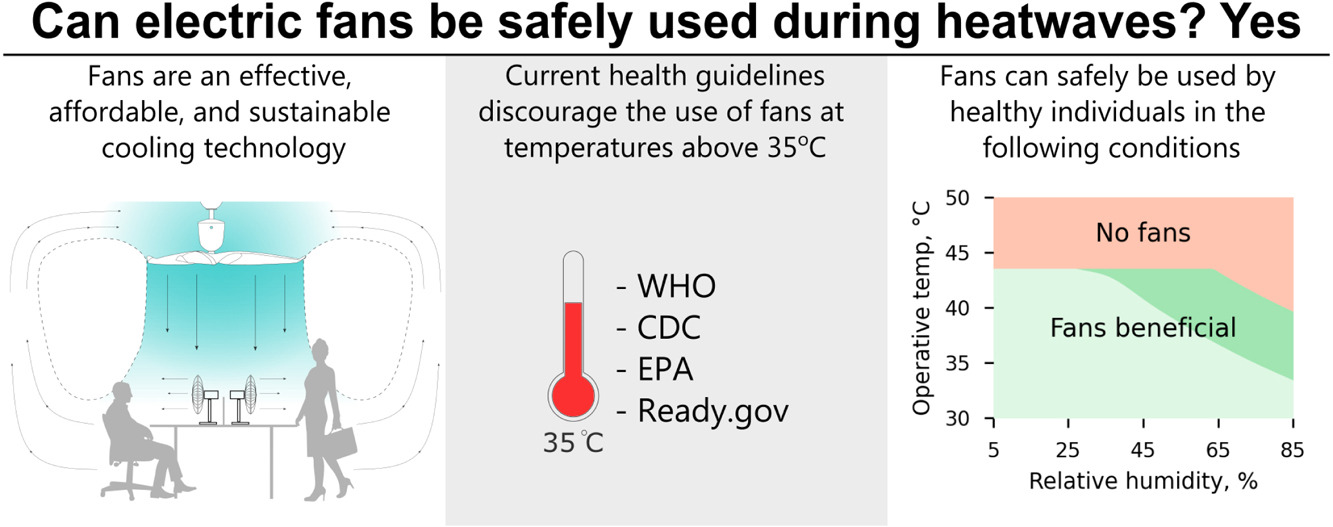 Can electric fans be safely used during heatwaves? Yes
Fans are an effective,
affordable, and sustainable
cooling technology
Current health guidelines
discourage the use of fans at
temperatures above 35°C
- WHO
- CDC
- EPA
- Ready.gov
35 °C
Fans can safely be used by
healthy individuals in the
following conditions
Operative temp, °C
50
45
40
35
30
No fans
Fans beneficial
5 25 45 65 85
Relative humidity, %